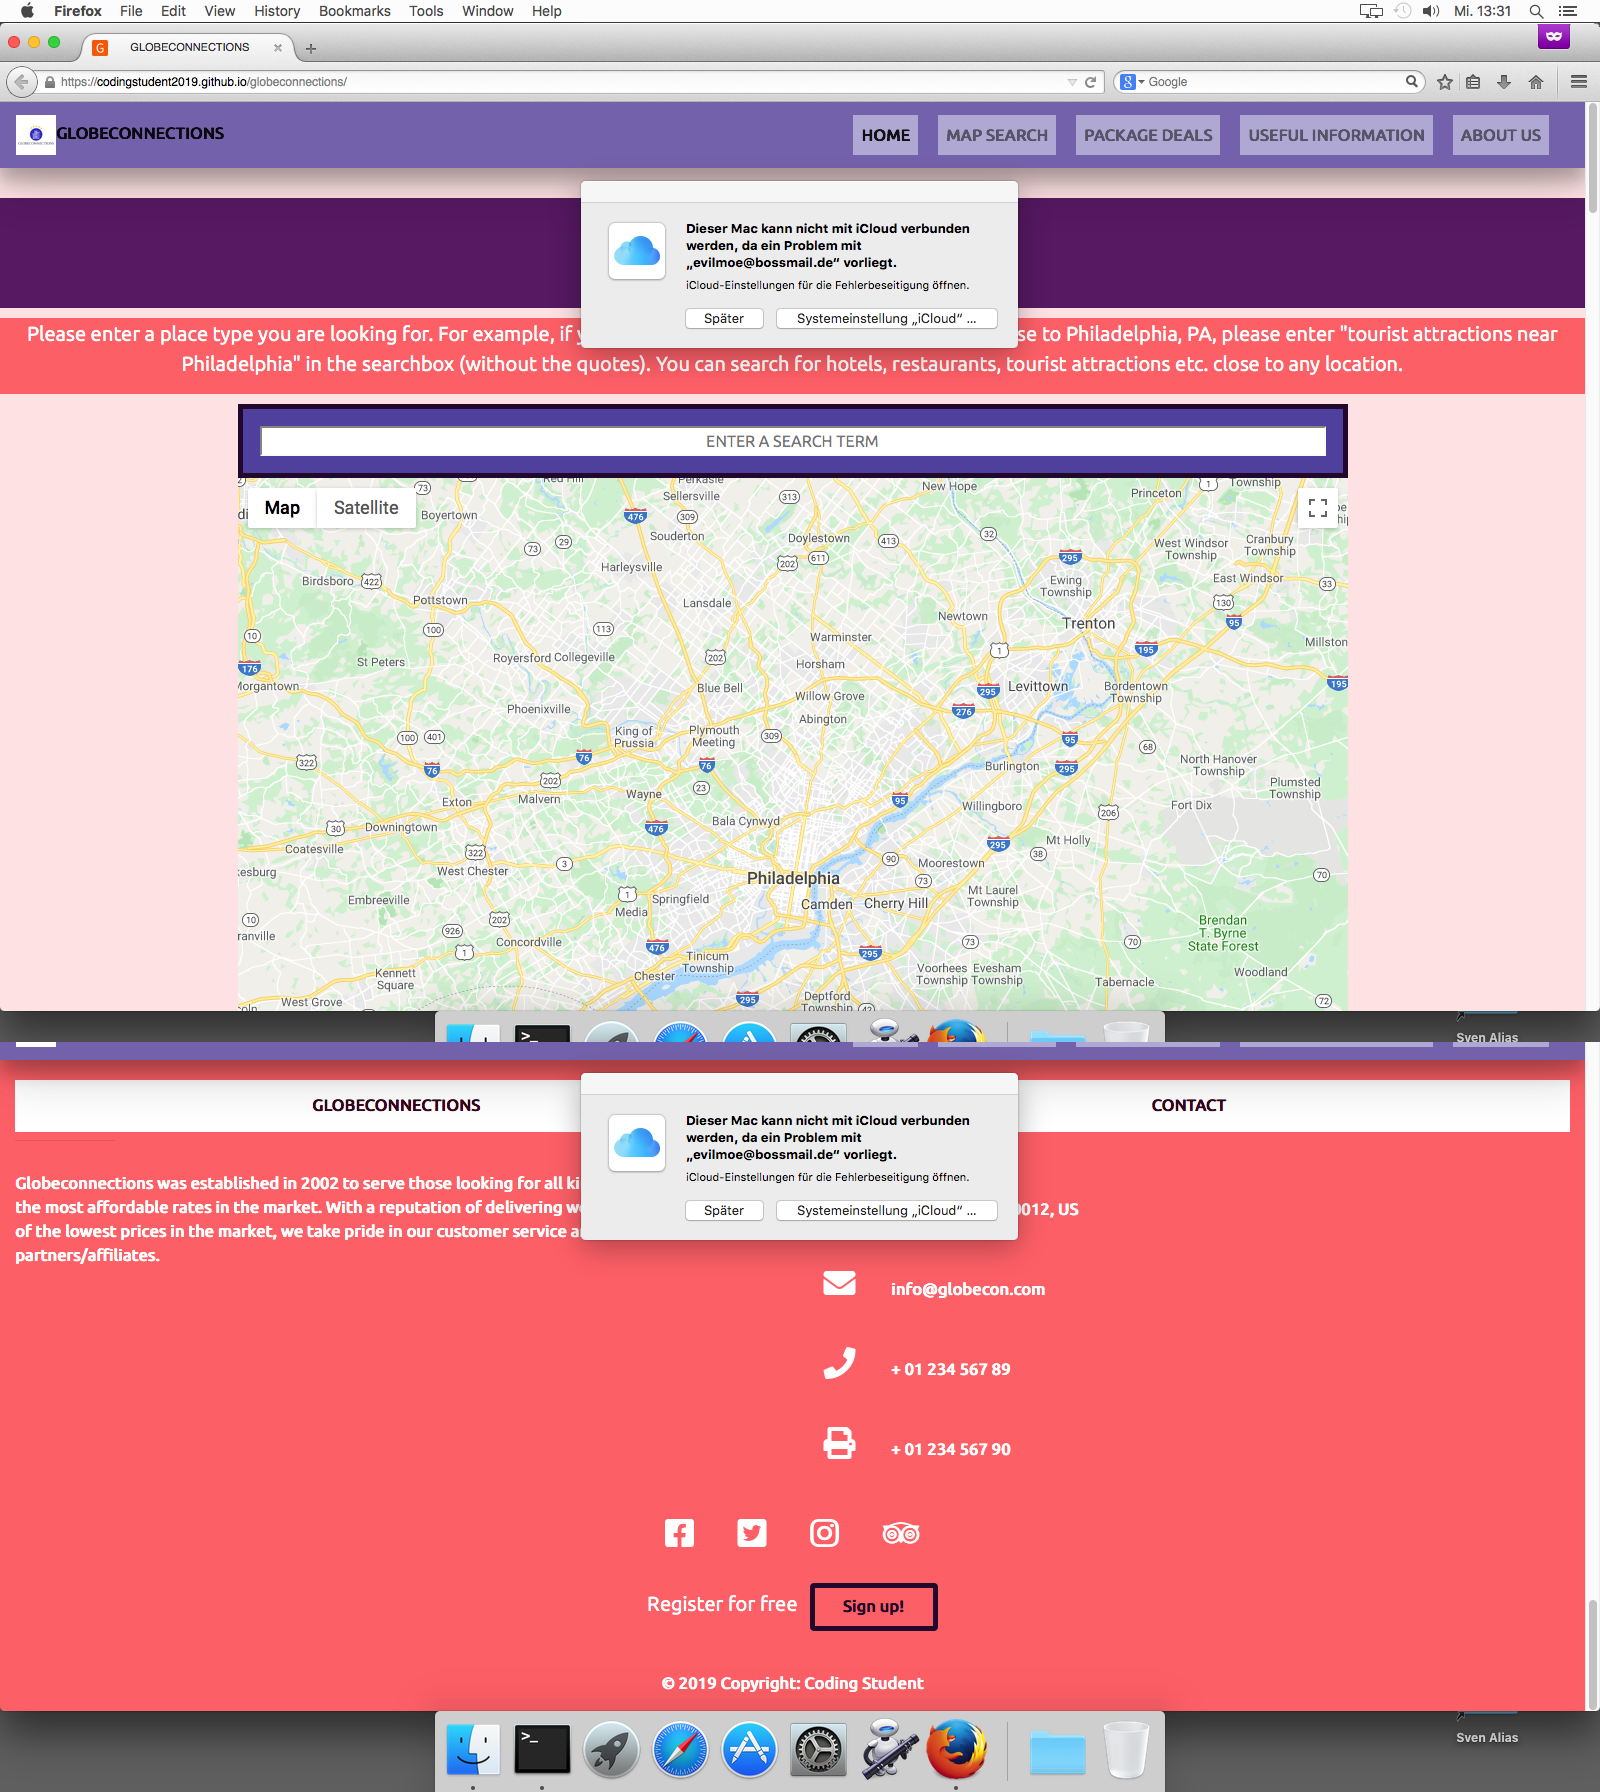 Firefox File Edit View History Bookmarks Tools Window Help Mi. 13:31
GLOBECONNECTIONS
https://codingstudent2019.github.io/globeconnections/ Google
GLOBECONNECTIONS HOME MAP SEARCH PACKAGE DEALS USEFUL INFORMATION ABOUT US
Dieser Mac kann nicht mit iCloud verbunden
werden, da ein Problem mit
„evilmoe@bossmail.de“ vorliegt.
iCloud-Einstellungen für die Fehlerbeseitigung öffnen.
Später Systemeinstellung „iCloud“ ...
Please enter a place type you are looking for. For example, if se to Philadelphia, PA, please enter "tourist attractions near
Philadelphia" in the searchbox (without the quotes). You can search for hotels, restaurants, tourist attractions etc. close to any location.
ENTER A SEARCH TERM
Map Satellite
Perkasie
Sellersville
New Hope
Princeton
Township
Boyertown
Souderton
Doylestown
West Windsor
Township
Cranbury
Township
Harleysville
Birdsboro
Ewing
Township
East Windsor
Pottstown
Lansdale
Newtown
Trenton
Warminster
Millston
St Peters
Royersford
Collegeville
Horsham
Morgantown
Blue Bell
Willow Grove
Levittown
Bordentown
Township
Phoenixville
Abington
King of
Prussia
Plymouth
Meeting
North Hanover
Township
Burlington
Plumsted
Township
Exton
Malvern
Wayne
Willingboro
Fort Dix
Downingtown
Bala Cynwyd
Mt Holly
Coatesville
West Chester
Moorestown
kesburg
Philadelphia
Embreeville
Springfield
Media
Camden
Cherry Hill
Mt Laurel
Township
Brendan
T. Byrne
State Forest
ranville
Concordville
Tinicum
Township
Chester
Kennett
Square
Voorhees
Township
Evesham
Township
Tabernacle
Woodland
West Grove
Deptford
Township
Sven Alias
GLOBECONNECTIONS CONTACT
Dieser Mac kann nicht mit iCloud verbunden
werden, da ein Problem mit
„evilmoe@bossmail.de“ vorliegt.
iCloud-Einstellungen für die Fehlerbeseitigung öffnen.
Später Systemeinstellung „iCloud“ ...
Globeconnections was established in 2002 to serve those looking for all ki
the most affordable rates in the market. With a reputation of delivering w
of the lowest prices in the market, we take pride in our customer service a
partners/affiliates.
0012, US
info@globecon.com
+ 01 234 567 89
+ 01 234 567 90
Register for free Sign up!
© 2019 Copyright: Coding Student
Sven Alias